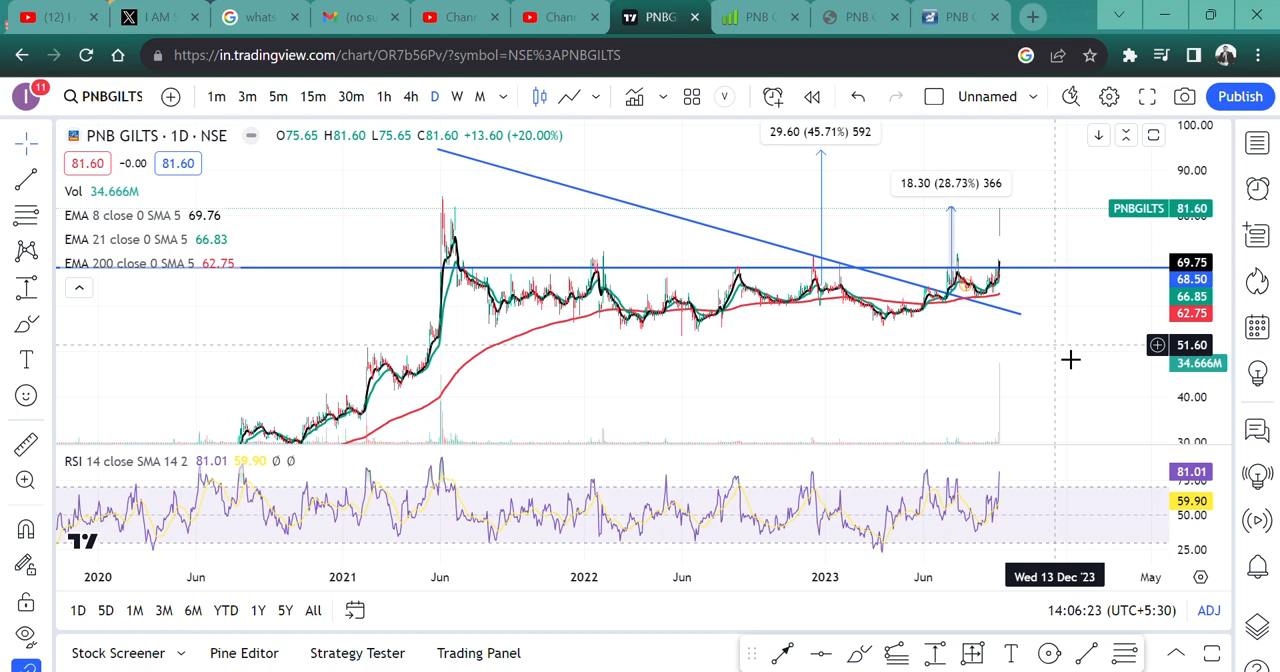 (12) I
I AM S
whats
(no su
Chann
Chann
PNBG
PNB C
PNB C
PNB C
https://in.tradingview.com/chart/OR7b56Pv/?symbol=NSE%3APNBGILTS
I
11
PNBGILTS
1m 3m 5m 15m 30m 1h 4h D W M
V
Unnamed
Publish
PNB GILTS · 1D · NSE
O75.65 H81.60 L75.65 C81.60 +13.60 (+20.00%)
81.60 −0.00 81.60
Vol 34.666M
EMA 8 close 0 SMA 5 69.76
EMA 21 close 0 SMA 5 66.83
EMA 200 close 0 SMA 5 62.75
29.60 (45.71%) 592
18.30 (28.73%) 366
100.00
90.00
PNBGILTS 81.60
80.00
69.75
68.50
66.85
62.75
51.60
34.666M
40.00
30.00
RSI 14 close SMA 14 2 81.01 59.90 Ø Ø
81.01
75.00
59.90
50.00
25.00
2020 Jun 2021 Jun 2022 Jun 2023 Jun Wed 13 Dec '23 May
1D 5D 1M 3M 6M YTD 1Y 5Y All
14:06:23 (UTC+5:30) ADJ
Stock Screener Pine Editor Strategy Tester Trading Panel
T